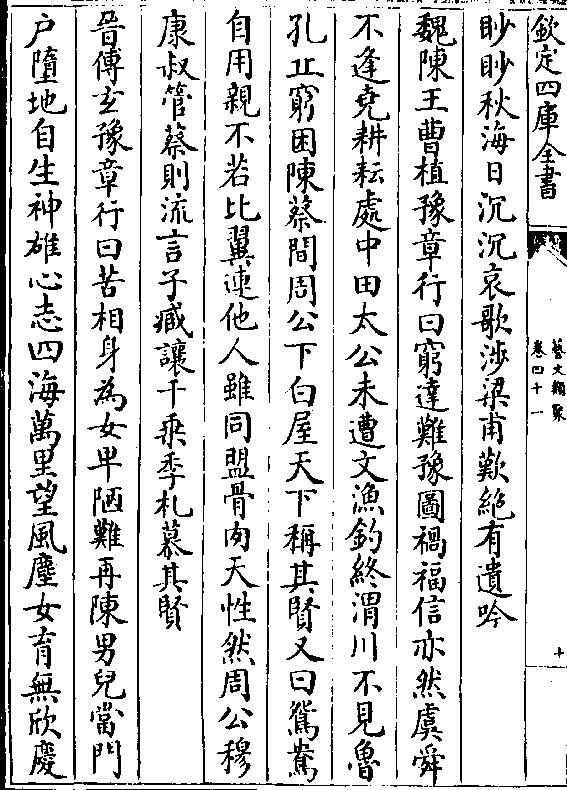 欽定四庫全書
藝文類聚
卷四十一
十
眇眇秋海日沉沉哀歌涉梁甫歎絶有遺吟
魏陳王曹植豫章行曰窮達難豫圖禍福信亦然虞舜
不逢堯耕耘處中田太公未遭文漁釣終渭川不見魯
孔丘窮困陳蔡間周公下白屋天下稱其賢又曰鴛鴦
自用親不若比翼連他人雖同盟骨肉天性然周公穆
康叔管蔡則流言子臧讓千乘季札慕其賢
晉傅玄豫章行曰苦相身為女卑陋難再陳男兒當門
户墮地自生神雄心志四海萬里望風塵女育無欣慶